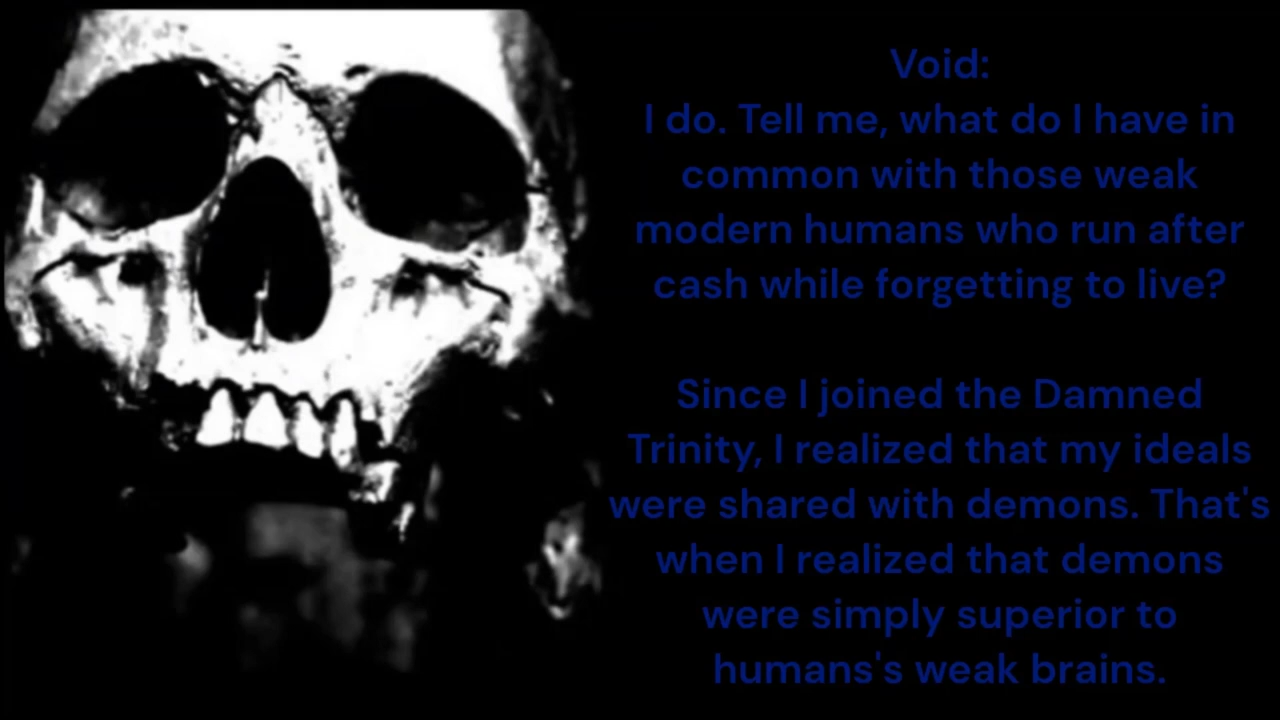 Void:
I do. Tell me, what do I have in
common with those weak
modern humans who run after
cash while forgetting to live?
Since I joined the Damned
Trinity, I realized that my ideals
were shared with demons. That's
when I realized that demons
were simply superior to
humans's weak brains.